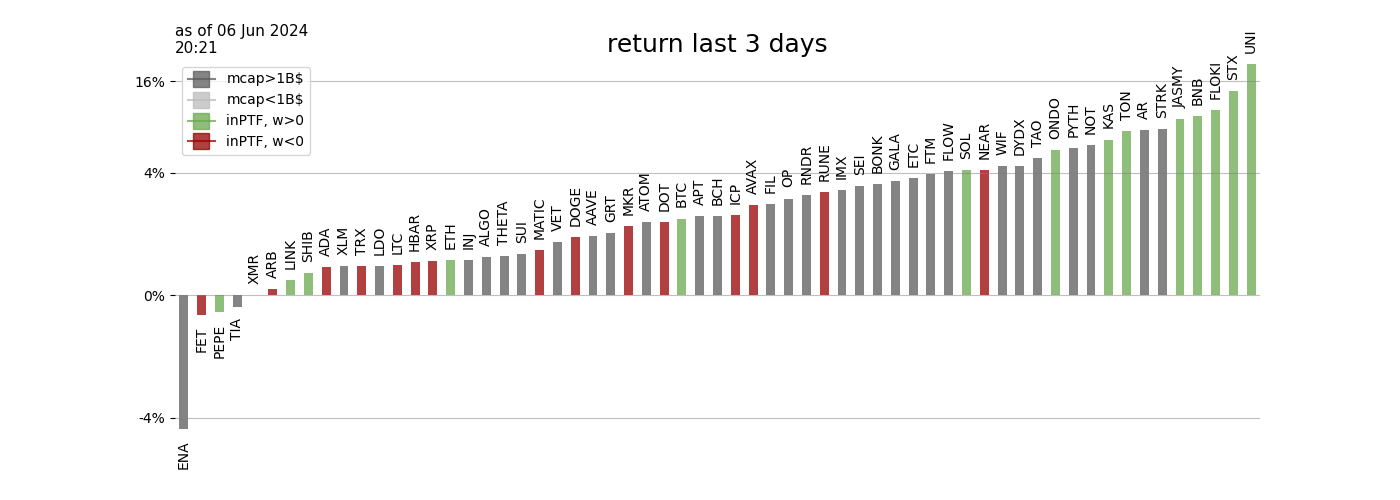 as of 06 Jun 2024
20:21
return last 3 days
mcap>1B$
mcap<1B$
inPTF, w>0
inPTF, w<0
16%
4%
0%
-4%
ENA
FET
PEPE
TIA
XMR
ARB
LINK
SHIB
ADA
XLM
TRX
LDO
LTC
HBAR
XRP
ETH
INJ
ALGO
THETA
SUI
MATIC
VET
DOGE
AAVE
GRT
MKR
ATOM
DOT
BTC
APT
BCH
ICP
AVAX
FIL
OP
RNDR
RUNE
IMX
SEI
BONK
GALA
ETC
FTM
FLOW
SOL
NEAR
WIF
DYDX
TAO
ONDO
PYTH
NOT
KAS
TON
AR
STRK
JASMY
BNB
FLOKI
STX
UNI